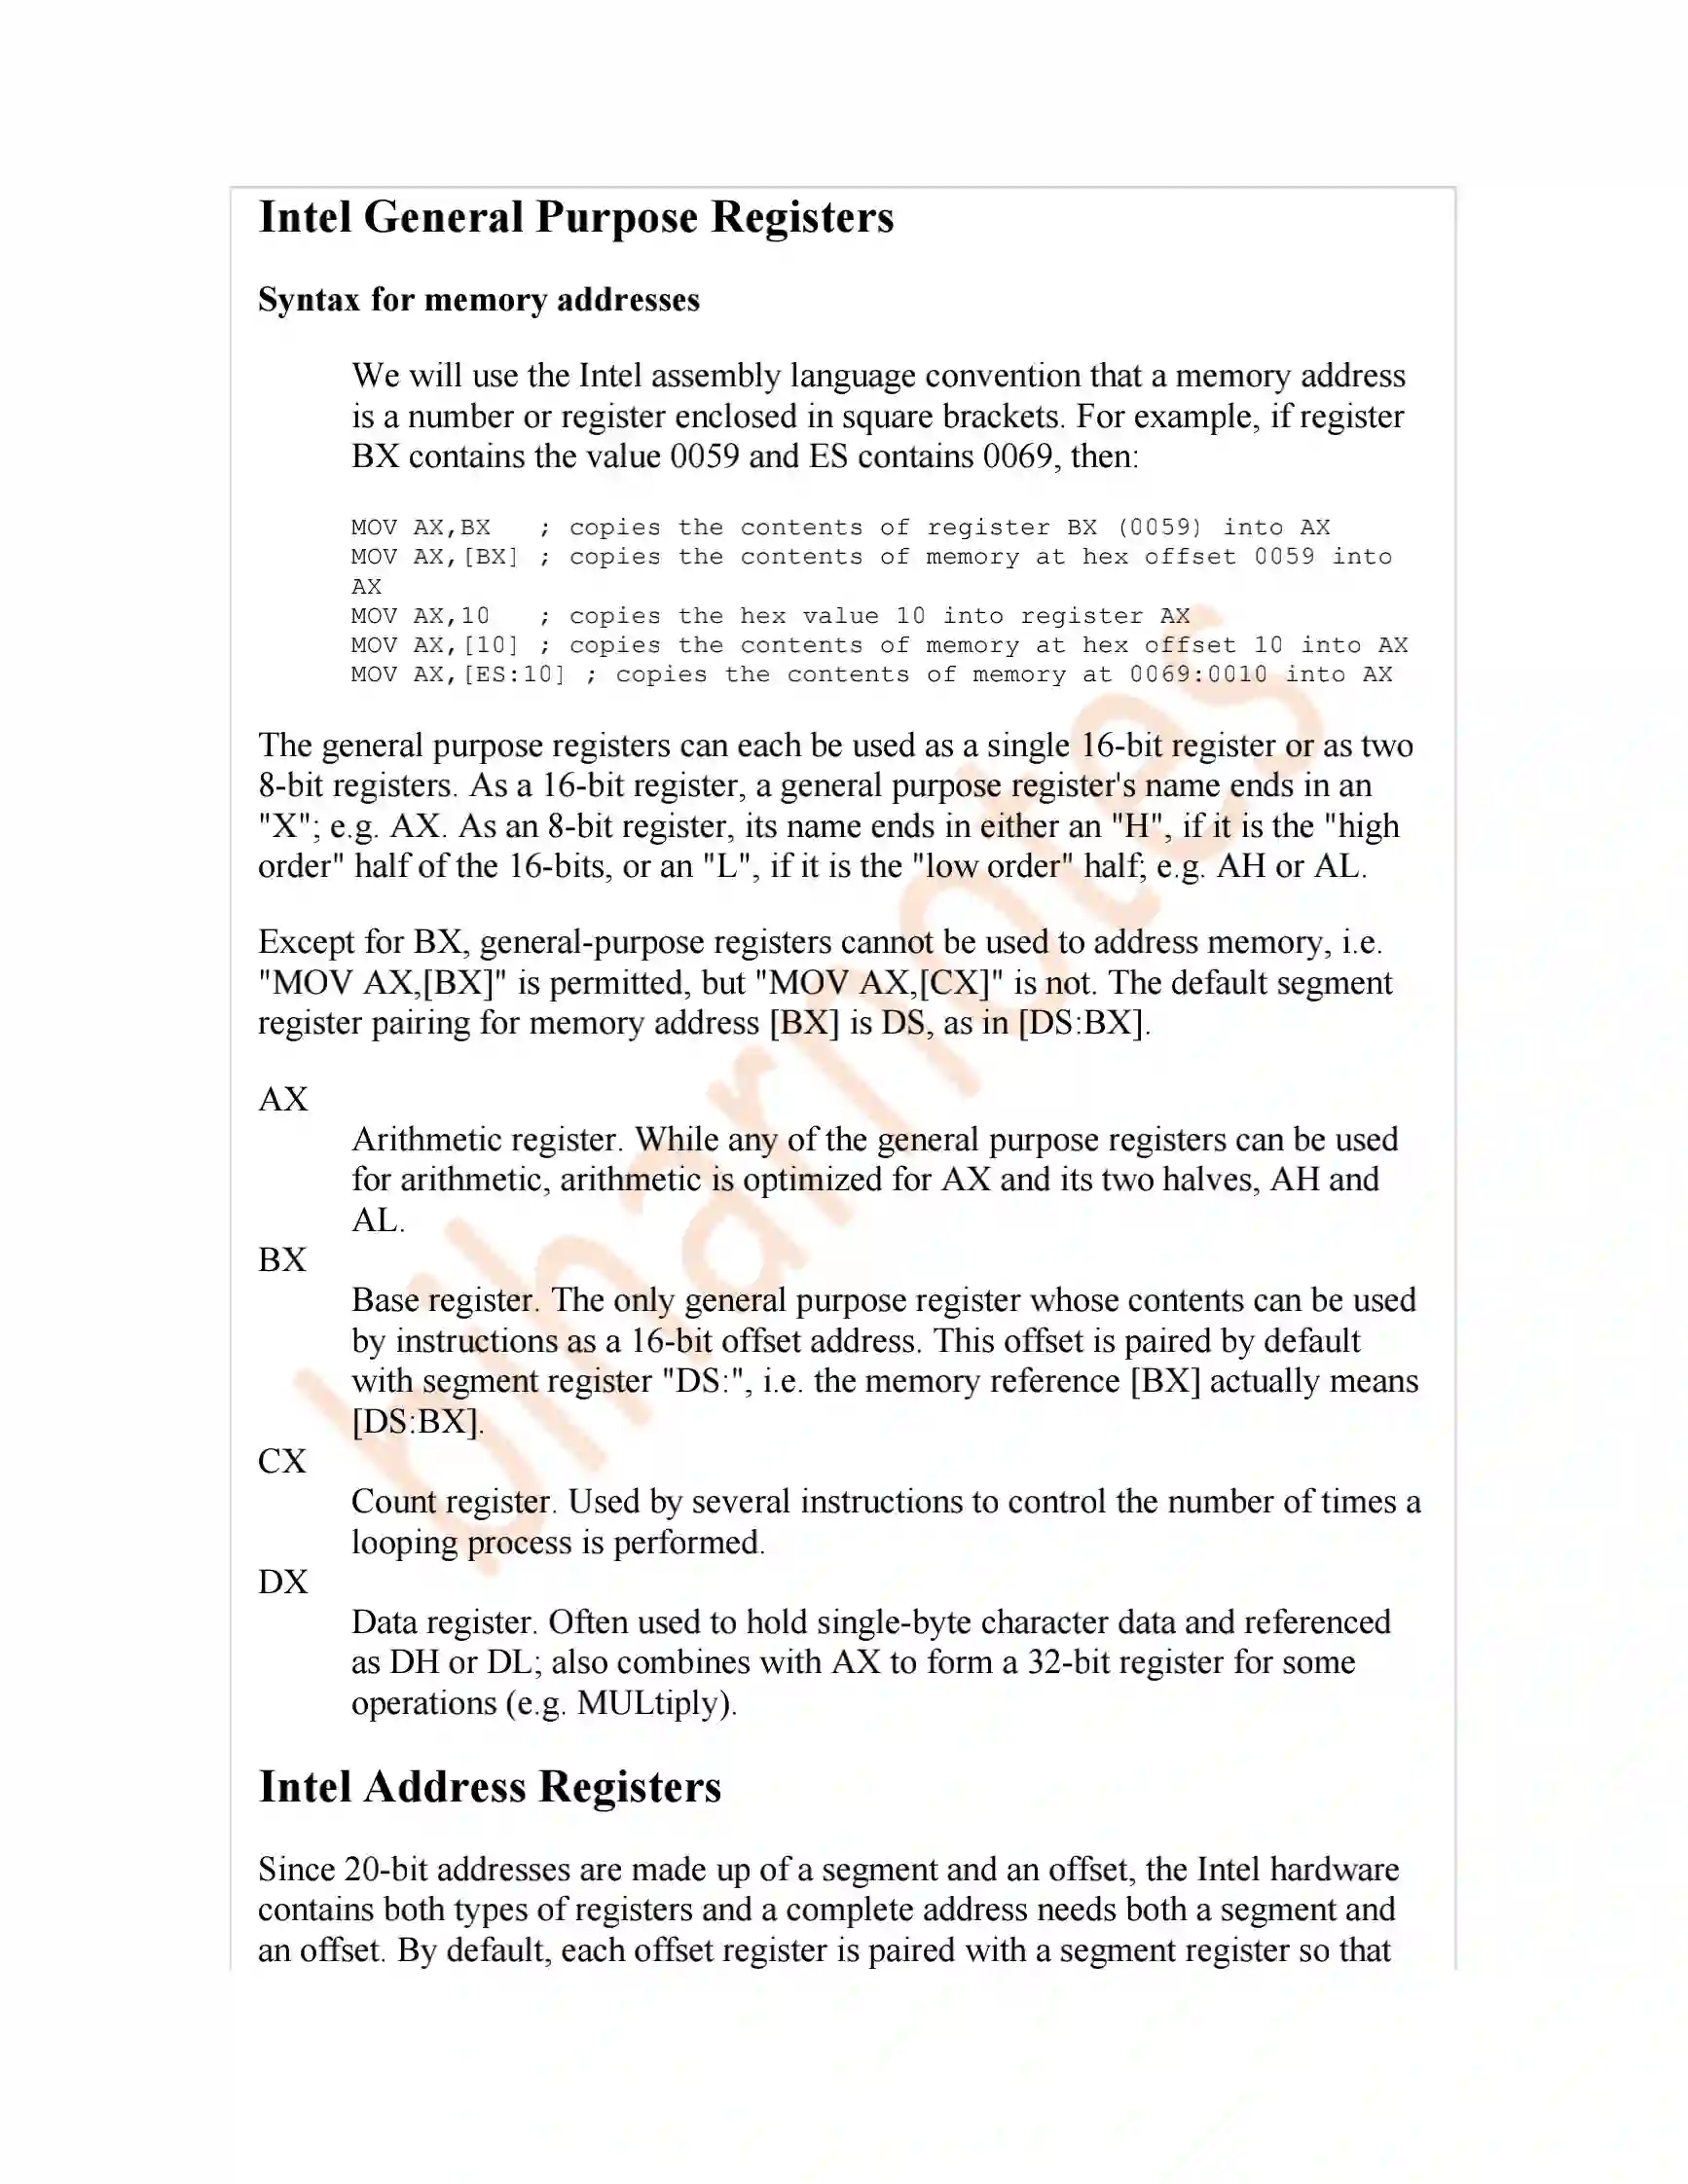 Intel General Purpose Registers
Syntax for memory addresses
We will use the Intel assembly language convention that a memory address
is a number or register enclosed in square brackets. For example, if register
BX contains the value 0059 and ES contains 0069, then:
MOV AX,BX   ; copies the contents of register BX (0059) into AX
MOV AX,[BX] ; copies the contents of memory at hex offset 0059 into
AX
MOV AX,10   ; copies the hex value 10 into register AX
MOV AX,[10] ; copies the contents of memory at hex offset 10 into AX
MOV AX,[ES:10] ; copies the contents of memory at 0069:0010 into AX
The general purpose registers can each be used as a single 16-bit register or as two
8-bit registers. As a 16-bit register, a general purpose register's name ends in an
"X"; e.g. AX. As an 8-bit register, its name ends in either an "H", if it is the "high
order" half of the 16-bits, or an "L", if it is the "low order" half; e.g. AH or AL.
Except for BX, general-purpose registers cannot be used to address memory, i.e.
"MOV AX,[BX]" is permitted, but "MOV AX,[CX]" is not. The default segment
register pairing for memory address [BX] is DS, as in [DS:BX].
AX
Arithmetic register. While any of the general purpose registers can be used
for arithmetic, arithmetic is optimized for AX and its two halves, AH and
AL.
BX
Base register. The only general purpose register whose contents can be used
by instructions as a 16-bit offset address. This offset is paired by default
with segment register "DS:", i.e. the memory reference [BX] actually means
[DS:BX].
CX
Count register. Used by several instructions to control the number of times a
looping process is performed.
DX
Data register. Often used to hold single-byte character data and referenced
as DH or DL; also combines with AX to form a 32-bit register for some
operations (e.g. MULtiply).
Intel Address Registers
Since 20-bit addresses are made up of a segment and an offset, the Intel hardware
contains both types of registers and a complete address needs both a segment and
an offset. By default, each offset register is paired with a segment register so that
biharnotes